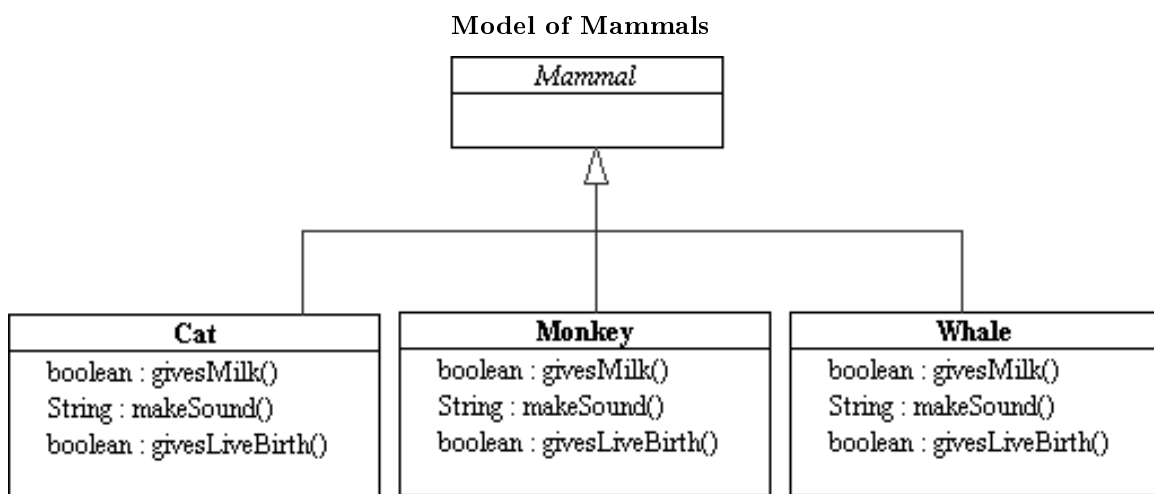 Model of Mammals
Mammal
Cat
boolean : givesMilk()
String : makeSound()
boolean : givesLiveBirth()
Monkey
boolean : givesMilk()
String : makeSound()
boolean : givesLiveBirth()
Whale
boolean : givesMilk()
String : makeSound()
boolean : givesLiveBirth()